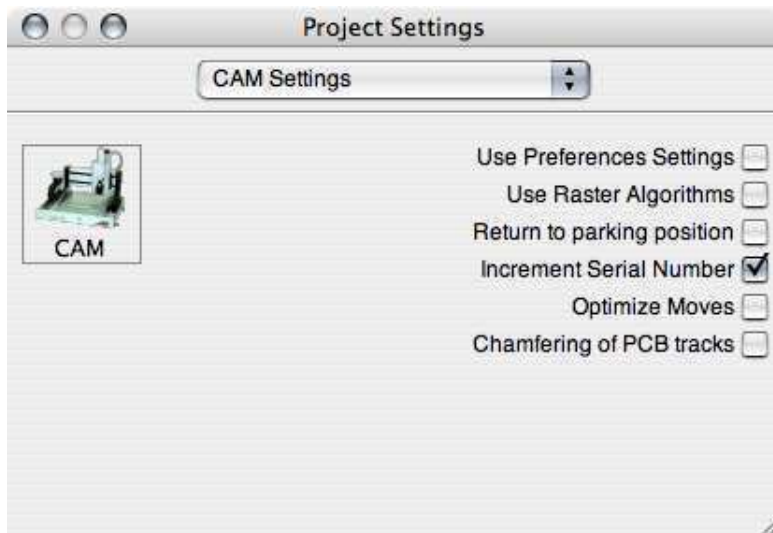 Project Settings
CAM Settings
Use Preferences Settings
Use Raster Algorithms
Return to parking position
CAM
Increment Serial Number
Optimize Moves
Chamfering of PCB tracks